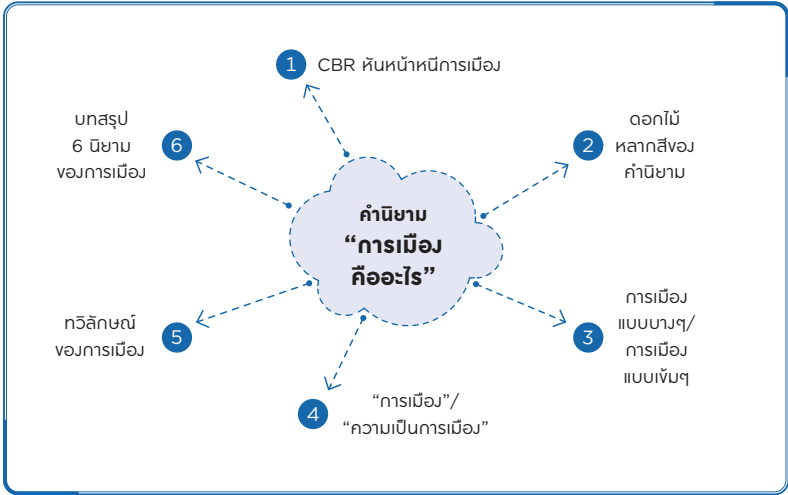 1 CBR หันหน้าหนีการเมือง
2 ดอกไม้
หลากสีของ
คำนิยาม
3 การเมือง
แบบบางๆ/
การเมือง
แบบเข้มๆ
4 “การเมือง”/
“ความเป็นการเมือง”
5 ทวิลักษณ์
ของการเมือง
6 บทสรุป
6 นิยาม
ของการเมือง
คำนิยาม
“การเมือง
คืออะไร”